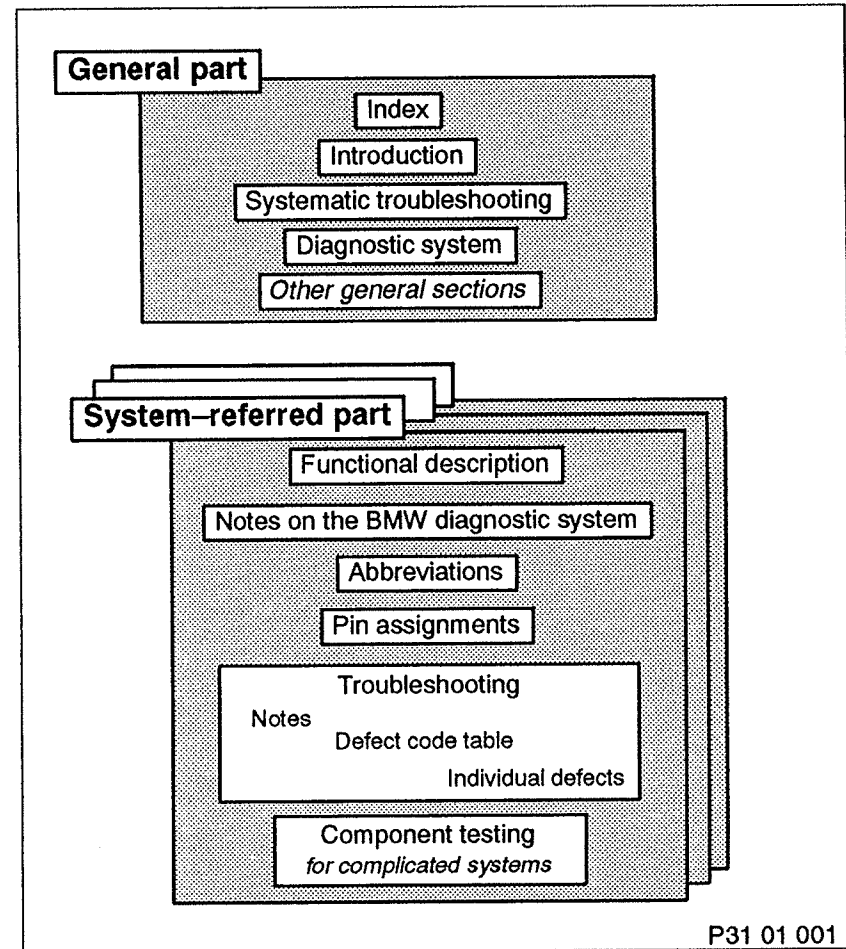 General part
Index
Introduction
Systematic troubleshooting
Diagnostic system
Other general sections
System–referred part
Functional description
Notes on the BMW diagnostic system
Abbreviations
Pin assignments
Troubleshooting
Notes
Defect code table
Individual defects
Component testing
for complicated systems
P31 01 001